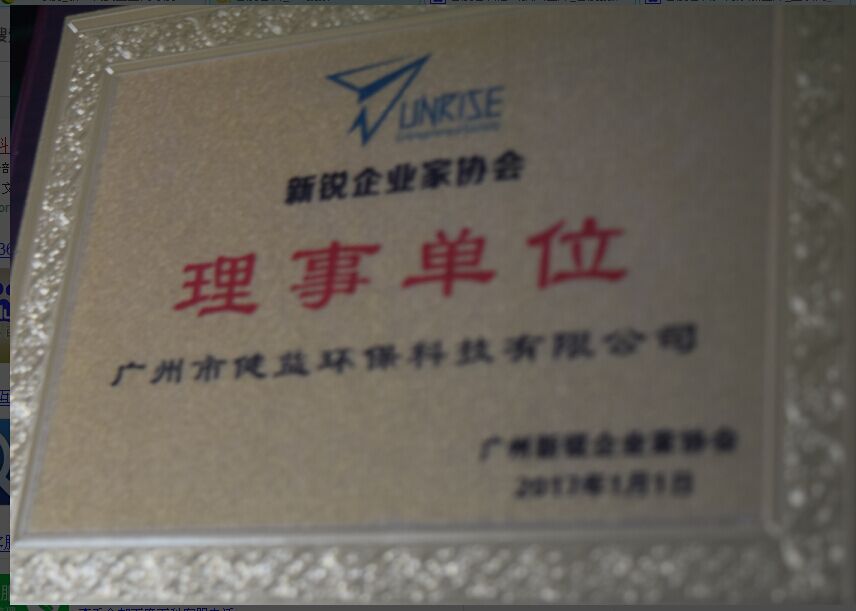 UNRISE
新锐企业家协会
理事单位
广州市健益环保科技有限公司
广州新锐企业家协会
2017年1月1日